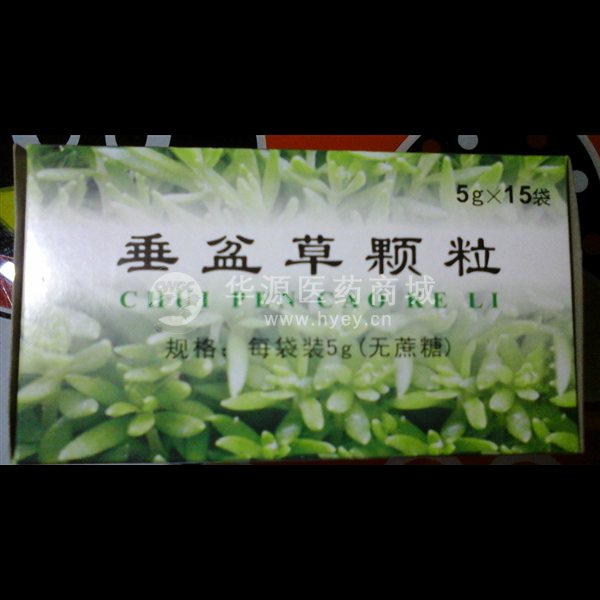 5g×15袋
垂盆草颗粒
CHUI PEN CAO KE LI
华源医药商城
www.hyey.cn
规格：每袋装5g(无蔗糖)